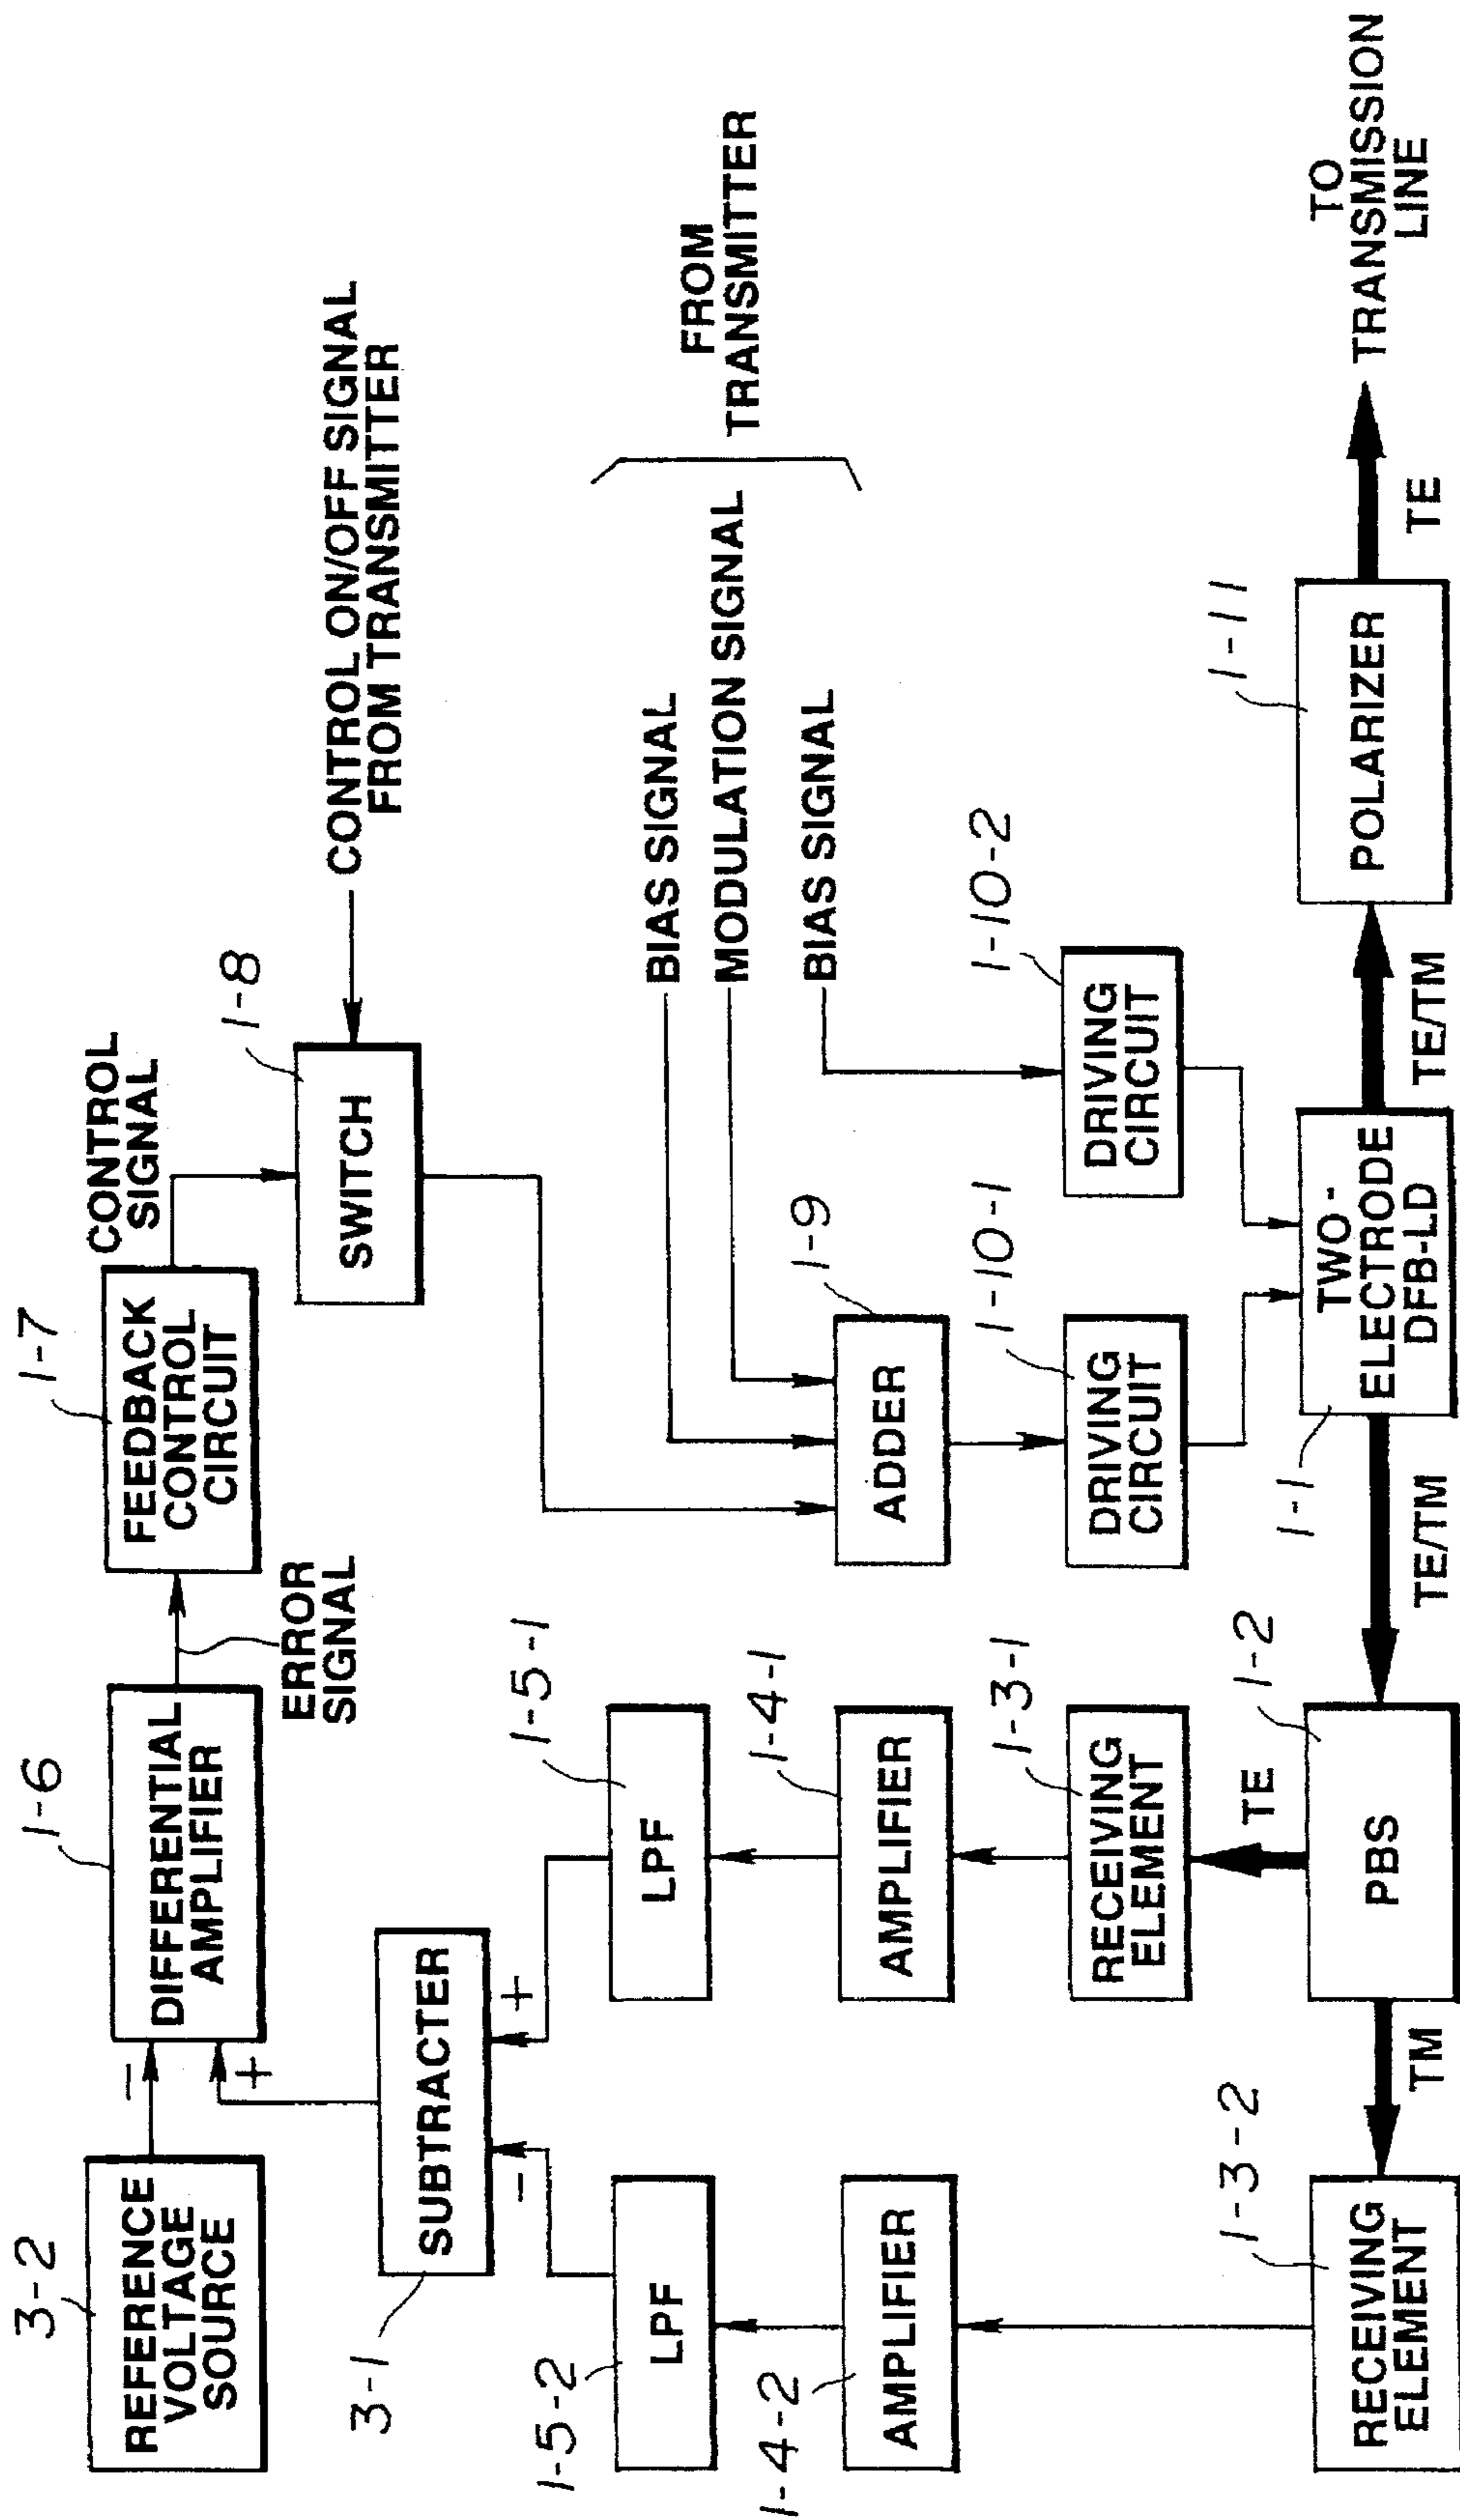 3-2
REFERENCE
VOLTAGE
SOURCE
-
+
1-6
DIFFERENTIAL
AMPLIFIER
ERROR
SIGNAL
1-7
FEEDBACK
CONTROL
CIRCUIT
CONTROL
SIGNAL
1-8
SWITCH
CONTROL ON/OFF SIGNAL
FROM TRANSMITTER
3-1
SUBTRACTER
-
+
1-5-2
LPF
1-5-1
LPF
BIAS SIGNAL
MODULATION SIGNAL
BIAS SIGNAL
FROM
TRANSMITTER
1-4-2
AMPLIFIER
1-4-1
AMPLIFIER
1-9
ADDER
1-3-1
RECEIVING
ELEMENT
1-10-1
DRIVING
CIRCUIT
1-10-2
DRIVING
CIRCUIT
1-3-2
RECEIVING
ELEMENT
TM
1-2
PBS
TE
TE/TM
1-1
TWO-
ELECTRODE
DFB-LD
TE/TM
1-11
POLARIZER
TE
TO
TRANSMISSION
LINE